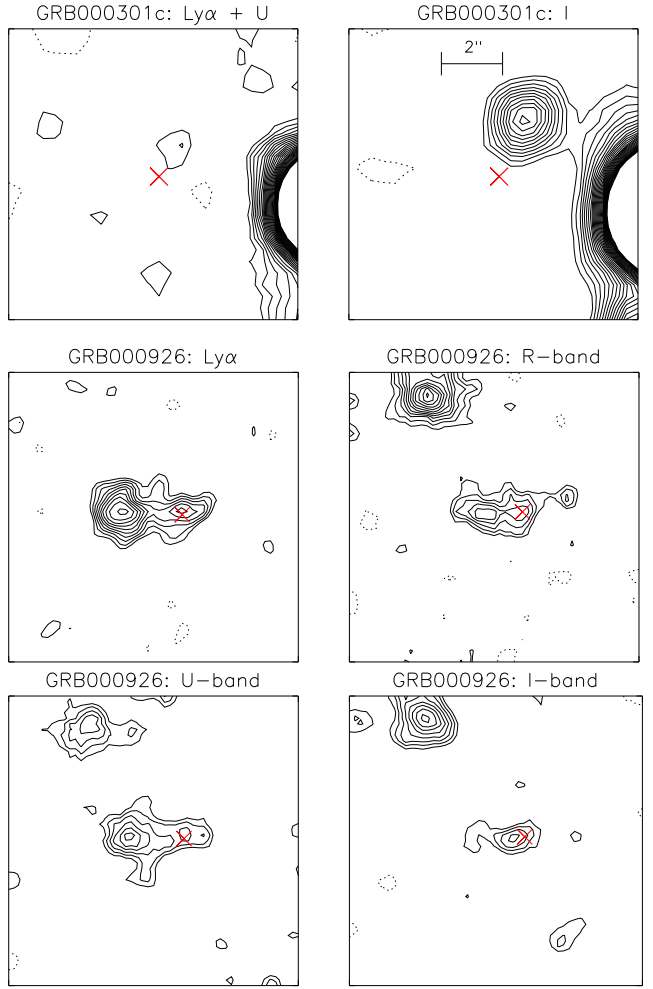 GRB000301c: Lyα + U
GRB000301c: I
2"
GRB000926: Lyα
GRB000926: R-band
GRB000926: U-band
GRB000926: I-band